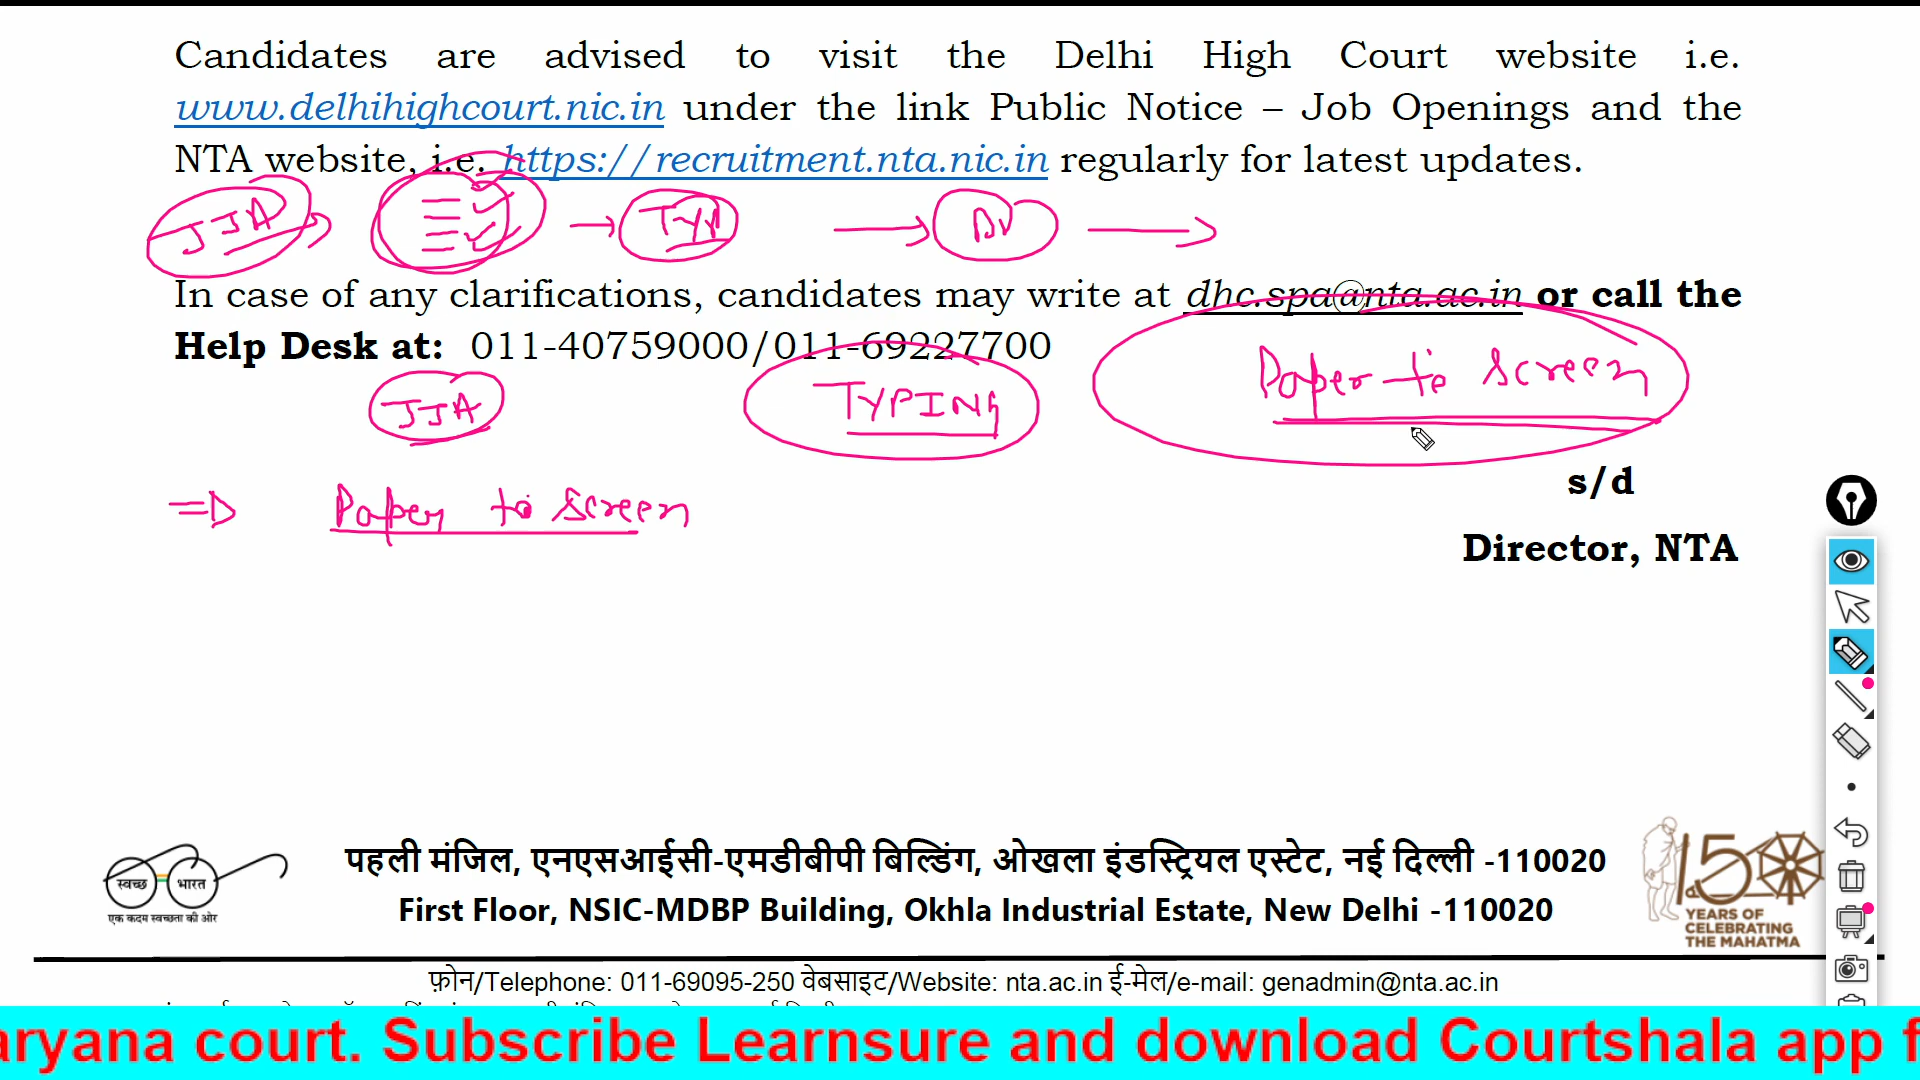 Candidates are advised to visit the Delhi High Court website i.e.
www.delhihighcourt.nic.in under the link Public Notice – Job Openings and the
NTA website, i.e. https://recruitment.nta.nic.in regularly for latest updates.
JJA → TYP → DV →
In case of any clarifications, candidates may write at dhc.spa@nta.ac.in or call the
Help Desk at: 011-40759000/011-69227700
JJA TYPING Paper to Screen
s/d
⇒ Paper to Screen
Director, NTA
स्वच्छ भारत
एक कदम स्वच्छता की ओर
पहली मंजिल, एनएसआईसी-एमडीबीपी बिल्डिंग, ओखला इंडस्ट्रियल एस्टेट, नई दिल्ली -110020
First Floor, NSIC-MDBP Building, Okhla Industrial Estate, New Delhi -110020
150
YEARS OF
CELEBRATING
THE MAHATMA
फ़ोन/Telephone: 011-69095-250 वेबसाइट/Website: nta.ac.in ई-मेल/e-mail: genadmin@nta.ac.in
aryana court. Subscribe Learnsure and download Courtshala app f